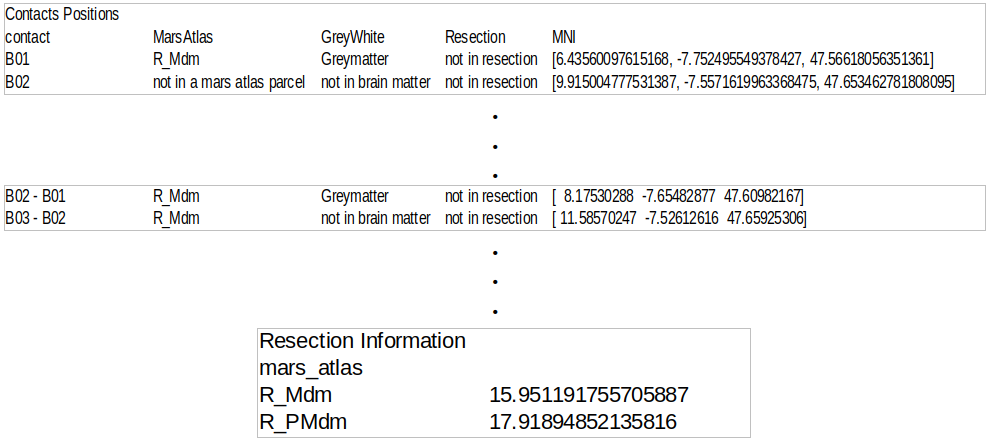 Contacts Positions
contact MarsAtlas GreyWhite Resection MNI
B01 R_Mdm Greymatter not in resection [6.43560097615168, -7.752495549378427, 47.56618056351361]
B02 not in a mars atlas parcel not in brain matter not in resection [9.915004777531387, -7.5571619963368475, 47.653462781808095]
B02 - B01 R_Mdm Greymatter not in resection [ 8.17530288 -7.65482877 47.60982167]
B03 - B02 R_Mdm not in brain matter not in resection [ 11.58570247 -7.52612616 47.65925306]
Resection Information
mars_atlas
R_Mdm 15.951191755705887
R_PMdm 17.91894852135816